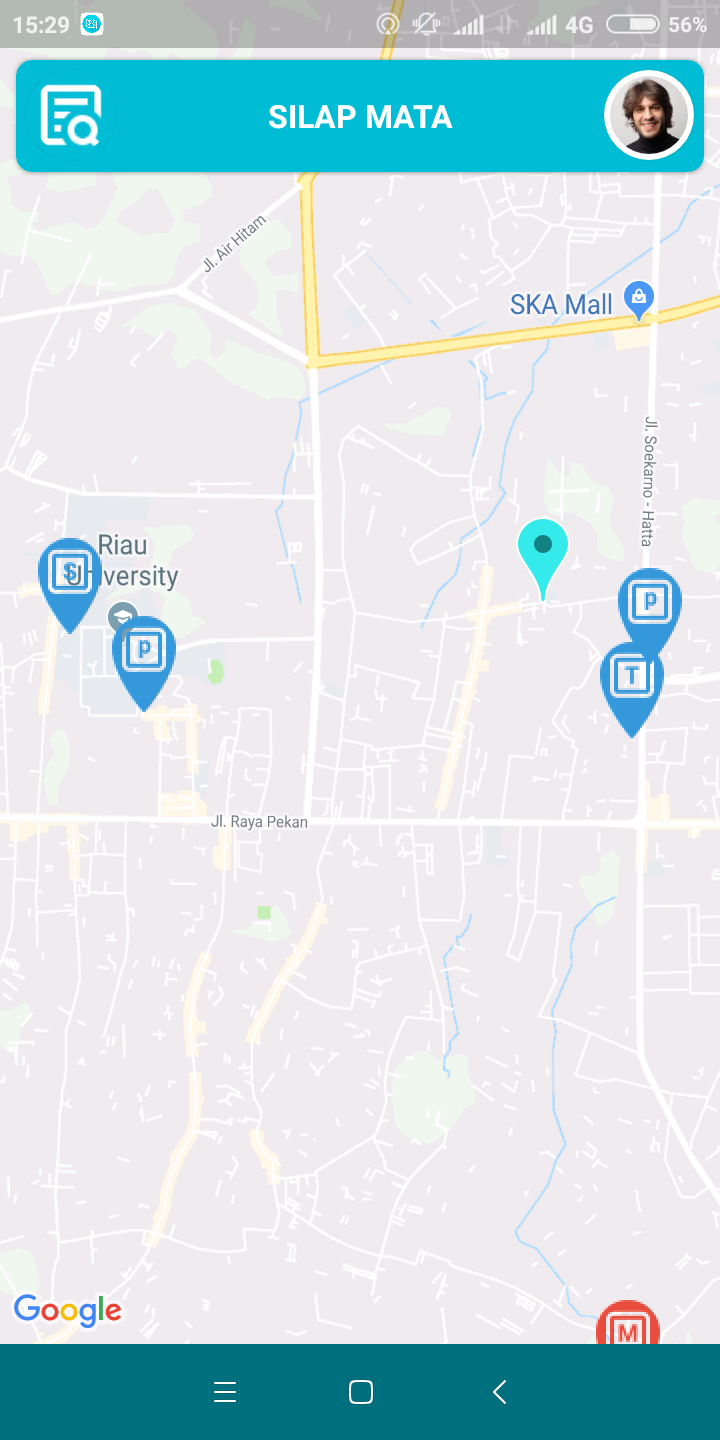 15:29
4G
56%
SILAP MATA
Jl. Air Hitam
SKA Mall
Jl. Soekarno - Hatta
Riau
University
S
P
P
T
Jl. Raya Pekan
Google
M